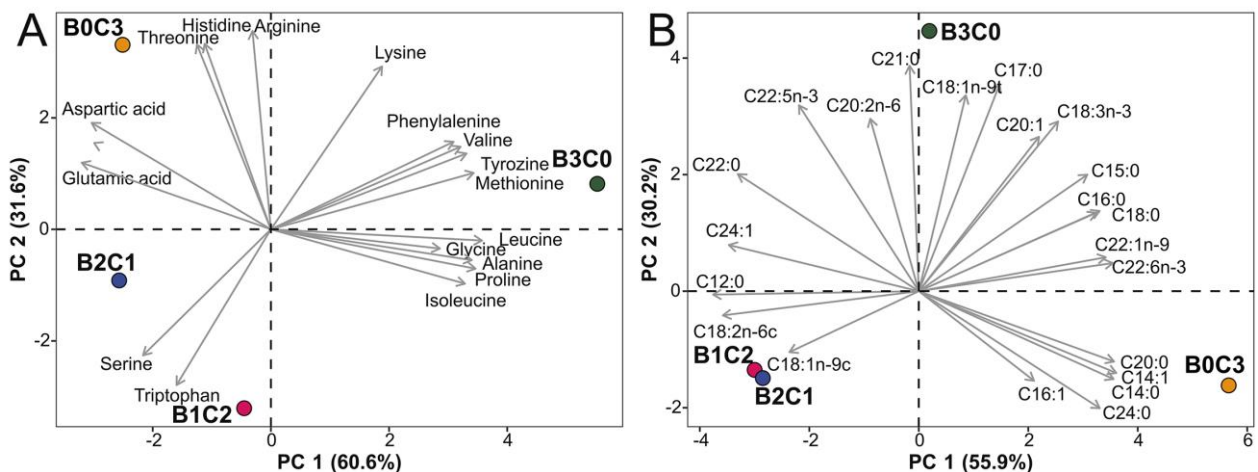 A
B0C3
Histidine
Arginine
Threonine
Lysine
Aspartic acid
Phenylalenine
Valine
B3C0
Tyrozine
Methionine
Glutamic acid
Leucine
Glycine
Alanine
Proline
Isoleucine
B2C1
Serine
Triptophan
B1C2
2
0
-2
-2
0
2
4
PC 1 (60.6%)
PC 2 (31.6%)
B
B3C0
C21:0
C17:0
C18:1n-9t
C22:5n-3
C20:2n-6
C18:3n-3
C20:1
C22:0
C15:0
C16:0
C18:0
C24:1
C22:1n-9
C22:6n-3
C12:0
C18:2n-6c
B1C2
C18:1n-9c
B2C1
C20:0
B0C3
C14:1
C16:1
C14:0
C24:0
4
2
0
-2
-4
-2
0
2
4
6
PC 1 (55.9%)
PC 2 (30.2%)